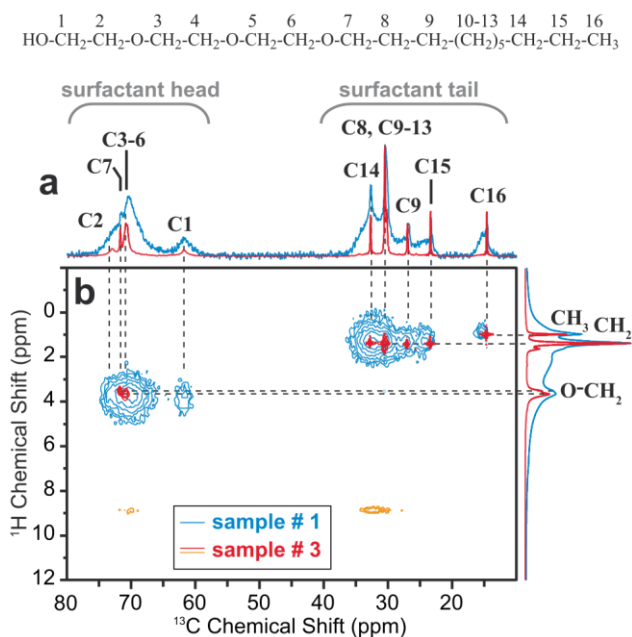 1 2 3 4 5 6 7 8 9 10-13 14 15 16
HO-CH₂-CH₂-O-CH₂-CH₂-O-CH₂-CH₂-O-CH₂-CH₂-CH₂-(CH₂)₅-CH₂-CH₂-CH₃
surfactant head surfactant tail
C3-6 C8, C9-13
C7 C14 C15
a C2 C1 C9 C16
b
0
2
4
6
8
10
12
¹H Chemical Shift (ppm)
CH₃ CH₂
O-CH₂
sample # 1
sample # 3
80 70 60 50 40 30 20 10
¹³C Chemical Shift (ppm)